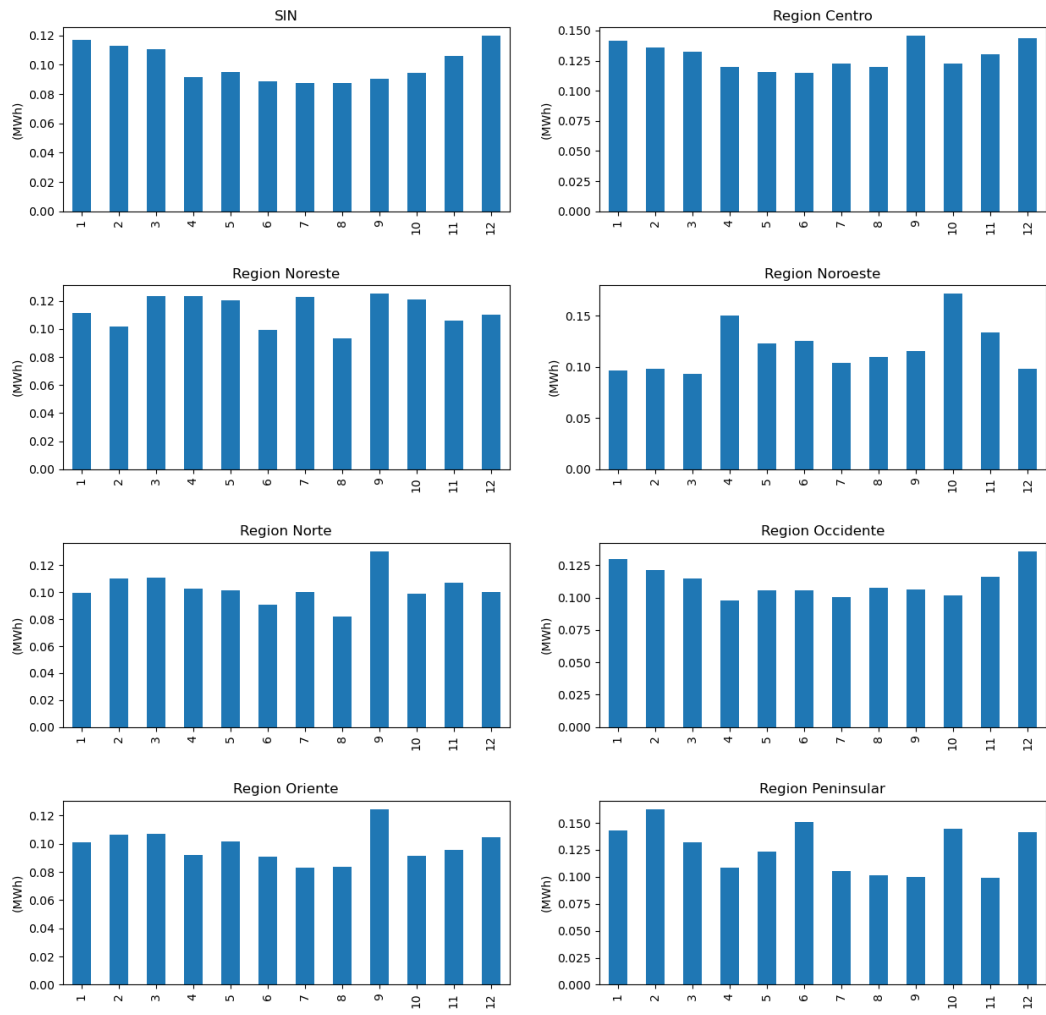 SIN
0.12
0.10
0.08
0.06
0.04
0.02
0.00
(MWh)
1 2 3 4 5 6 7 8 9 10 11 12
Region Centro
0.150
0.125
0.100
0.075
0.050
0.025
0.000
(MWh)
1 2 3 4 5 6 7 8 9 10 11 12
Region Noreste
0.12
0.10
0.08
0.06
0.04
0.02
0.00
(MWh)
1 2 3 4 5 6 7 8 9 10 11 12
Region Noroeste
0.15
0.10
0.05
0.00
(MWh)
1 2 3 4 5 6 7 8 9 10 11 12
Region Norte
0.12
0.10
0.08
0.06
0.04
0.02
0.00
(MWh)
1 2 3 4 5 6 7 8 9 10 11 12
Region Occidente
0.125
0.100
0.075
0.050
0.025
0.000
(MWh)
1 2 3 4 5 6 7 8 9 10 11 12
Region Oriente
0.12
0.10
0.08
0.06
0.04
0.02
0.00
(MWh)
1 2 3 4 5 6 7 8 9 10 11 12
Region Peninsular
0.150
0.125
0.100
0.075
0.050
0.025
0.000
(MWh)
1 2 3 4 5 6 7 8 9 10 11 12